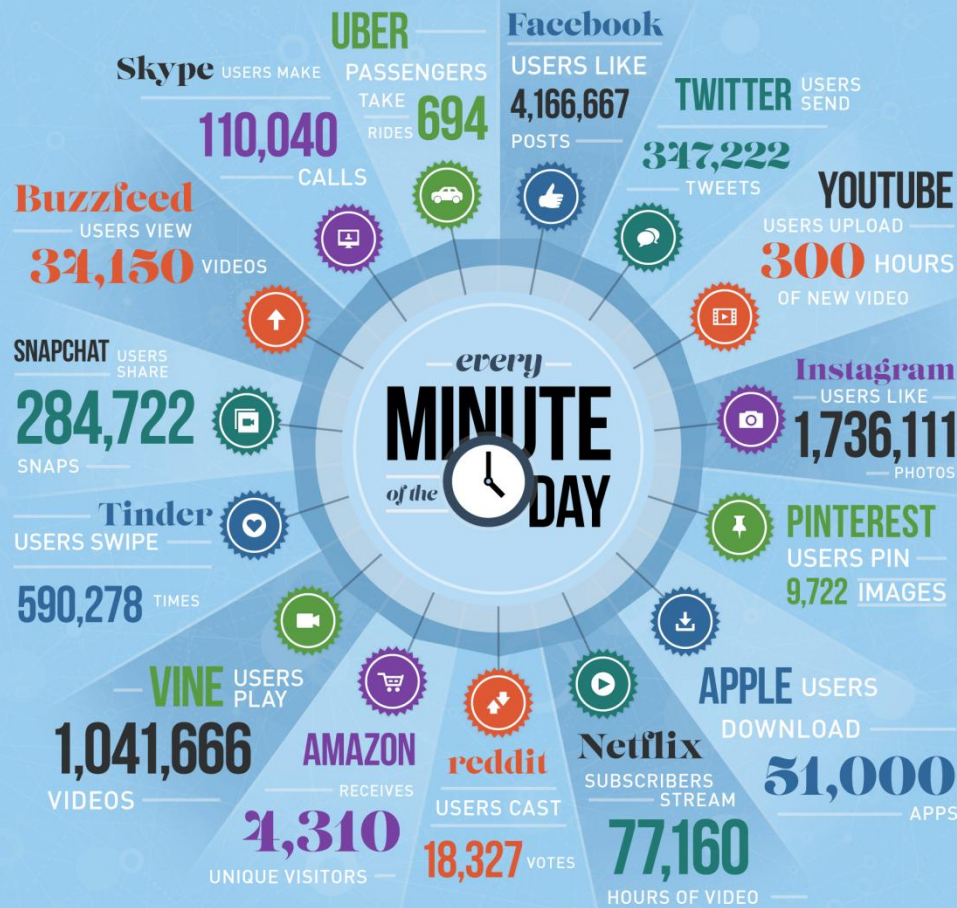 every
MINUTE
of the
DAY
UBER
PASSENGERS
TAKE
RIDES 694
Facebook
USERS LIKE
4,166,667
POSTS
TWITTER USERS
SEND
347,222
TWEETS
YOUTUBE
USERS UPLOAD
300 HOURS
OF NEW VIDEO
Instagram
USERS LIKE
1,736,111
PHOTOS
PINTEREST
USERS PIN
9,722 IMAGES
APPLE USERS
DOWNLOAD
51,000
APPS
Netflix
SUBSCRIBERS
STREAM
77,160
HOURS OF VIDEO
reddit
USERS CAST
18,327 VOTES
AMAZON
RECEIVES
4,310
UNIQUE VISITORS
VINE USERS
PLAY
1,041,666
VIDEOS
Tinder
USERS SWIPE
590,278 TIMES
SNAPCHAT USERS
SHARE
284,722
SNAPS
Buzzfeed
USERS VIEW
34,150 VIDEOS
Skype USERS MAKE
110,040
CALLS